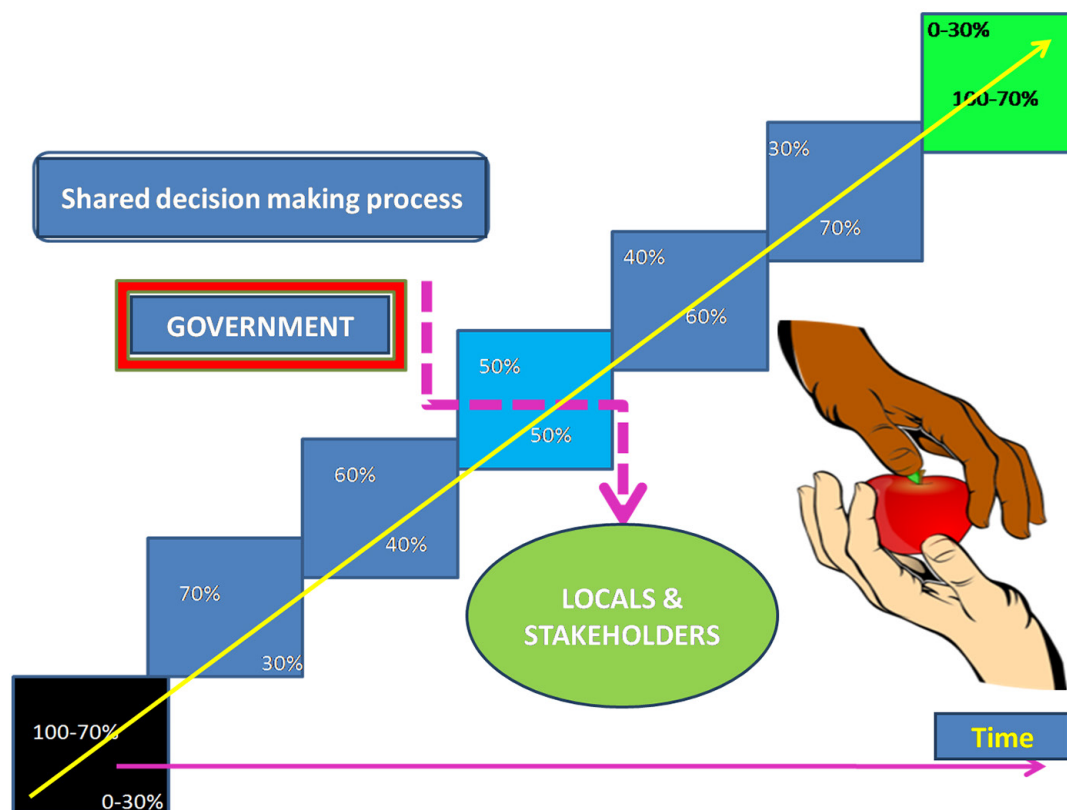 0-30%
100-70%
30%
70%
Shared decision making process
40%
60%
GOVERNMENT
50%
50%
60%
40%
LOCALS &
STAKEHOLDERS
70%
30%
100-70%
0-30%
Time